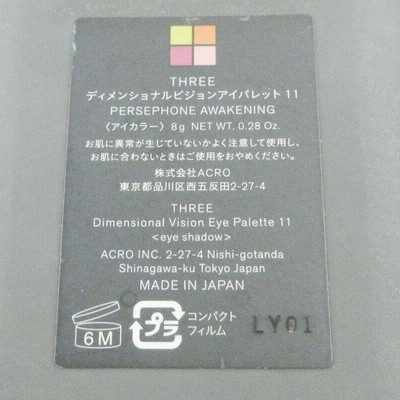 THREE
ディメンショナルビジョンアイパレット 11
PERSEPHONE AWAKENING
〈アイカラー〉8g NET WT. 0.28 Oz.
お肌に異常が生じていないかよく注意して使用し、
お肌に合わないときはご使用をおやめください。
株式会社ACRO
東京都品川区西五反田2-27-4
THREE
Dimensional Vision Eye Palette 11
<eye shadow>
ACRO INC. 2-27-4 Nishi-gotanda
Shinagawa-ku Tokyo Japan
MADE IN JAPAN
6M
プラ
コンパクト
フィルム
LY01